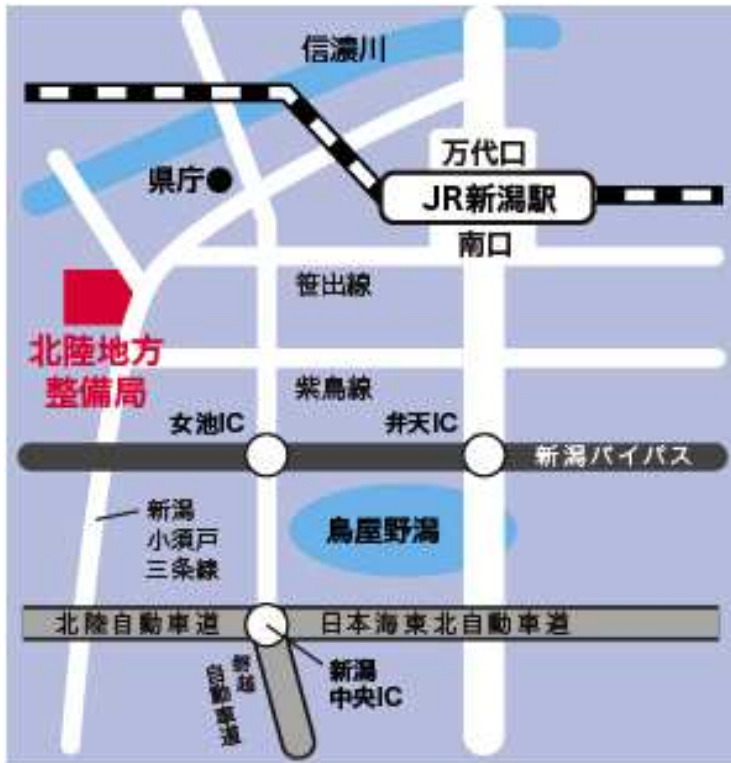 信濃川
県庁
万代口
JR新潟駅
南口
笹出線
北陸地方
整備局
紫鳥線
女池IC
弁天IC
新潟バイパス
新潟
小須戸
三条線
鳥屋野潟
北陸自動車道
日本海東北自動車道
新潟
中央IC
磐越
自動車道